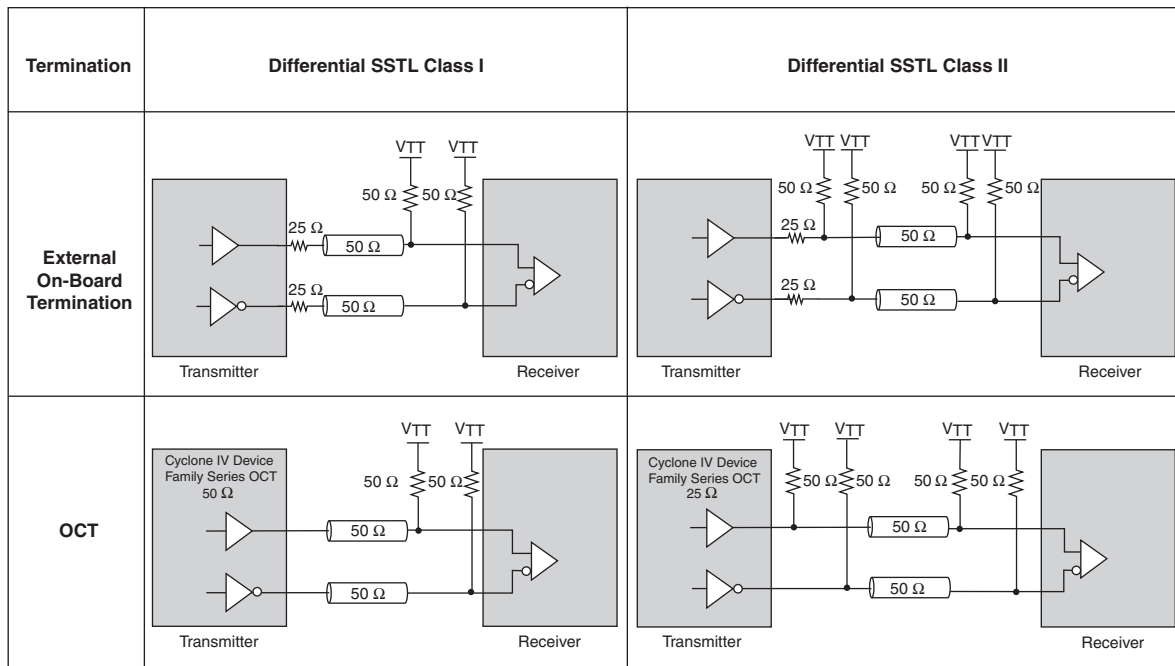 Termination
Differential SSTL Class I
Differential SSTL Class II
External
On-Board
Termination
VTT VTT
50 Ω 50 Ω
25 Ω
50 Ω
25 Ω
50 Ω
Transmitter
Receiver
VTT VTT VTT VTT
50 Ω 50 Ω 50 Ω 50 Ω
25 Ω
50 Ω
25 Ω
50 Ω
Transmitter
Receiver
OCT
Cyclone IV Device
Family Series OCT
50 Ω
VTT VTT
50 Ω 50 Ω
50 Ω
50 Ω
Transmitter
Receiver
Cyclone IV Device
Family Series OCT
25 Ω
VTT VTT VTT VTT
50 Ω 50 Ω 50 Ω 50 Ω
50 Ω
50 Ω
Transmitter
Receiver